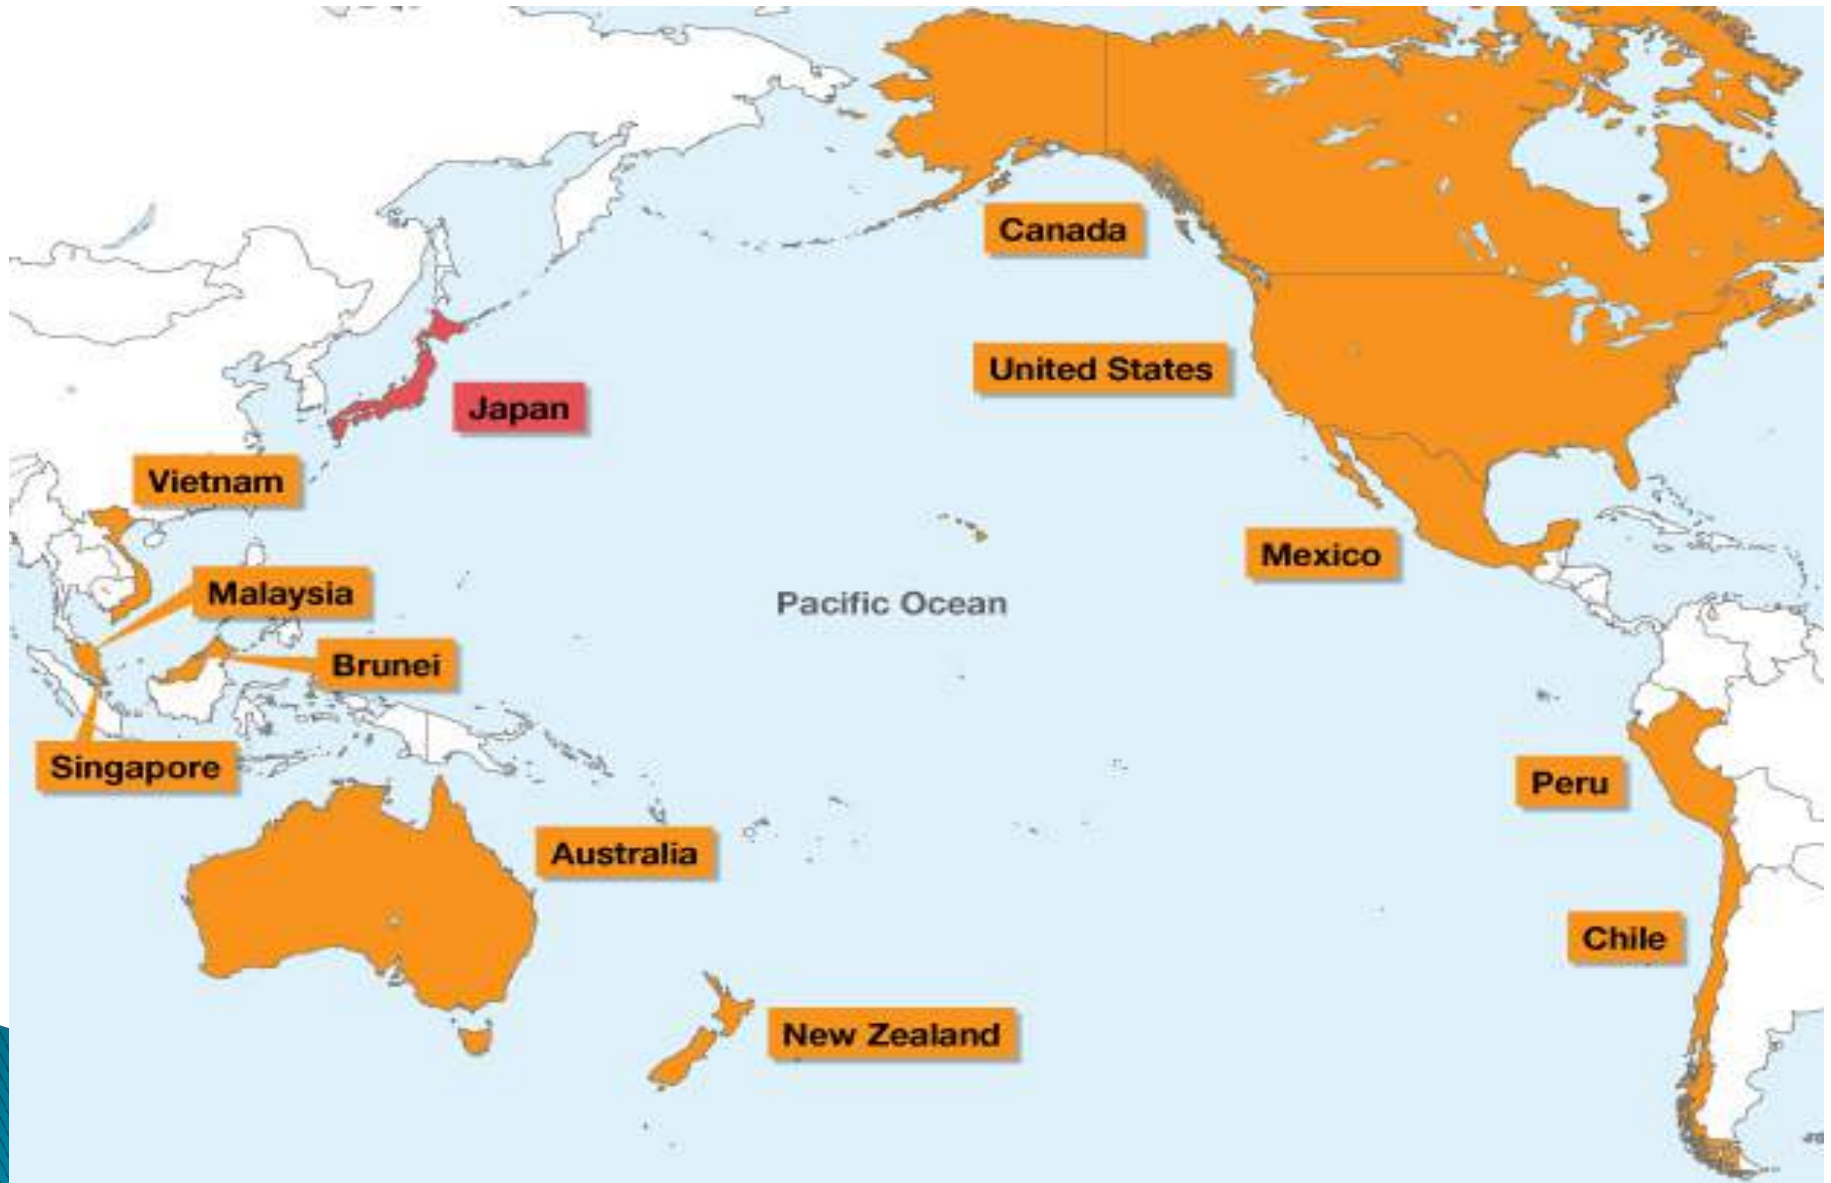 Canada
United States
Japan
Vietnam
Mexico
Malaysia
Pacific Ocean
Brunei
Singapore
Peru
Australia
Chile
New Zealand